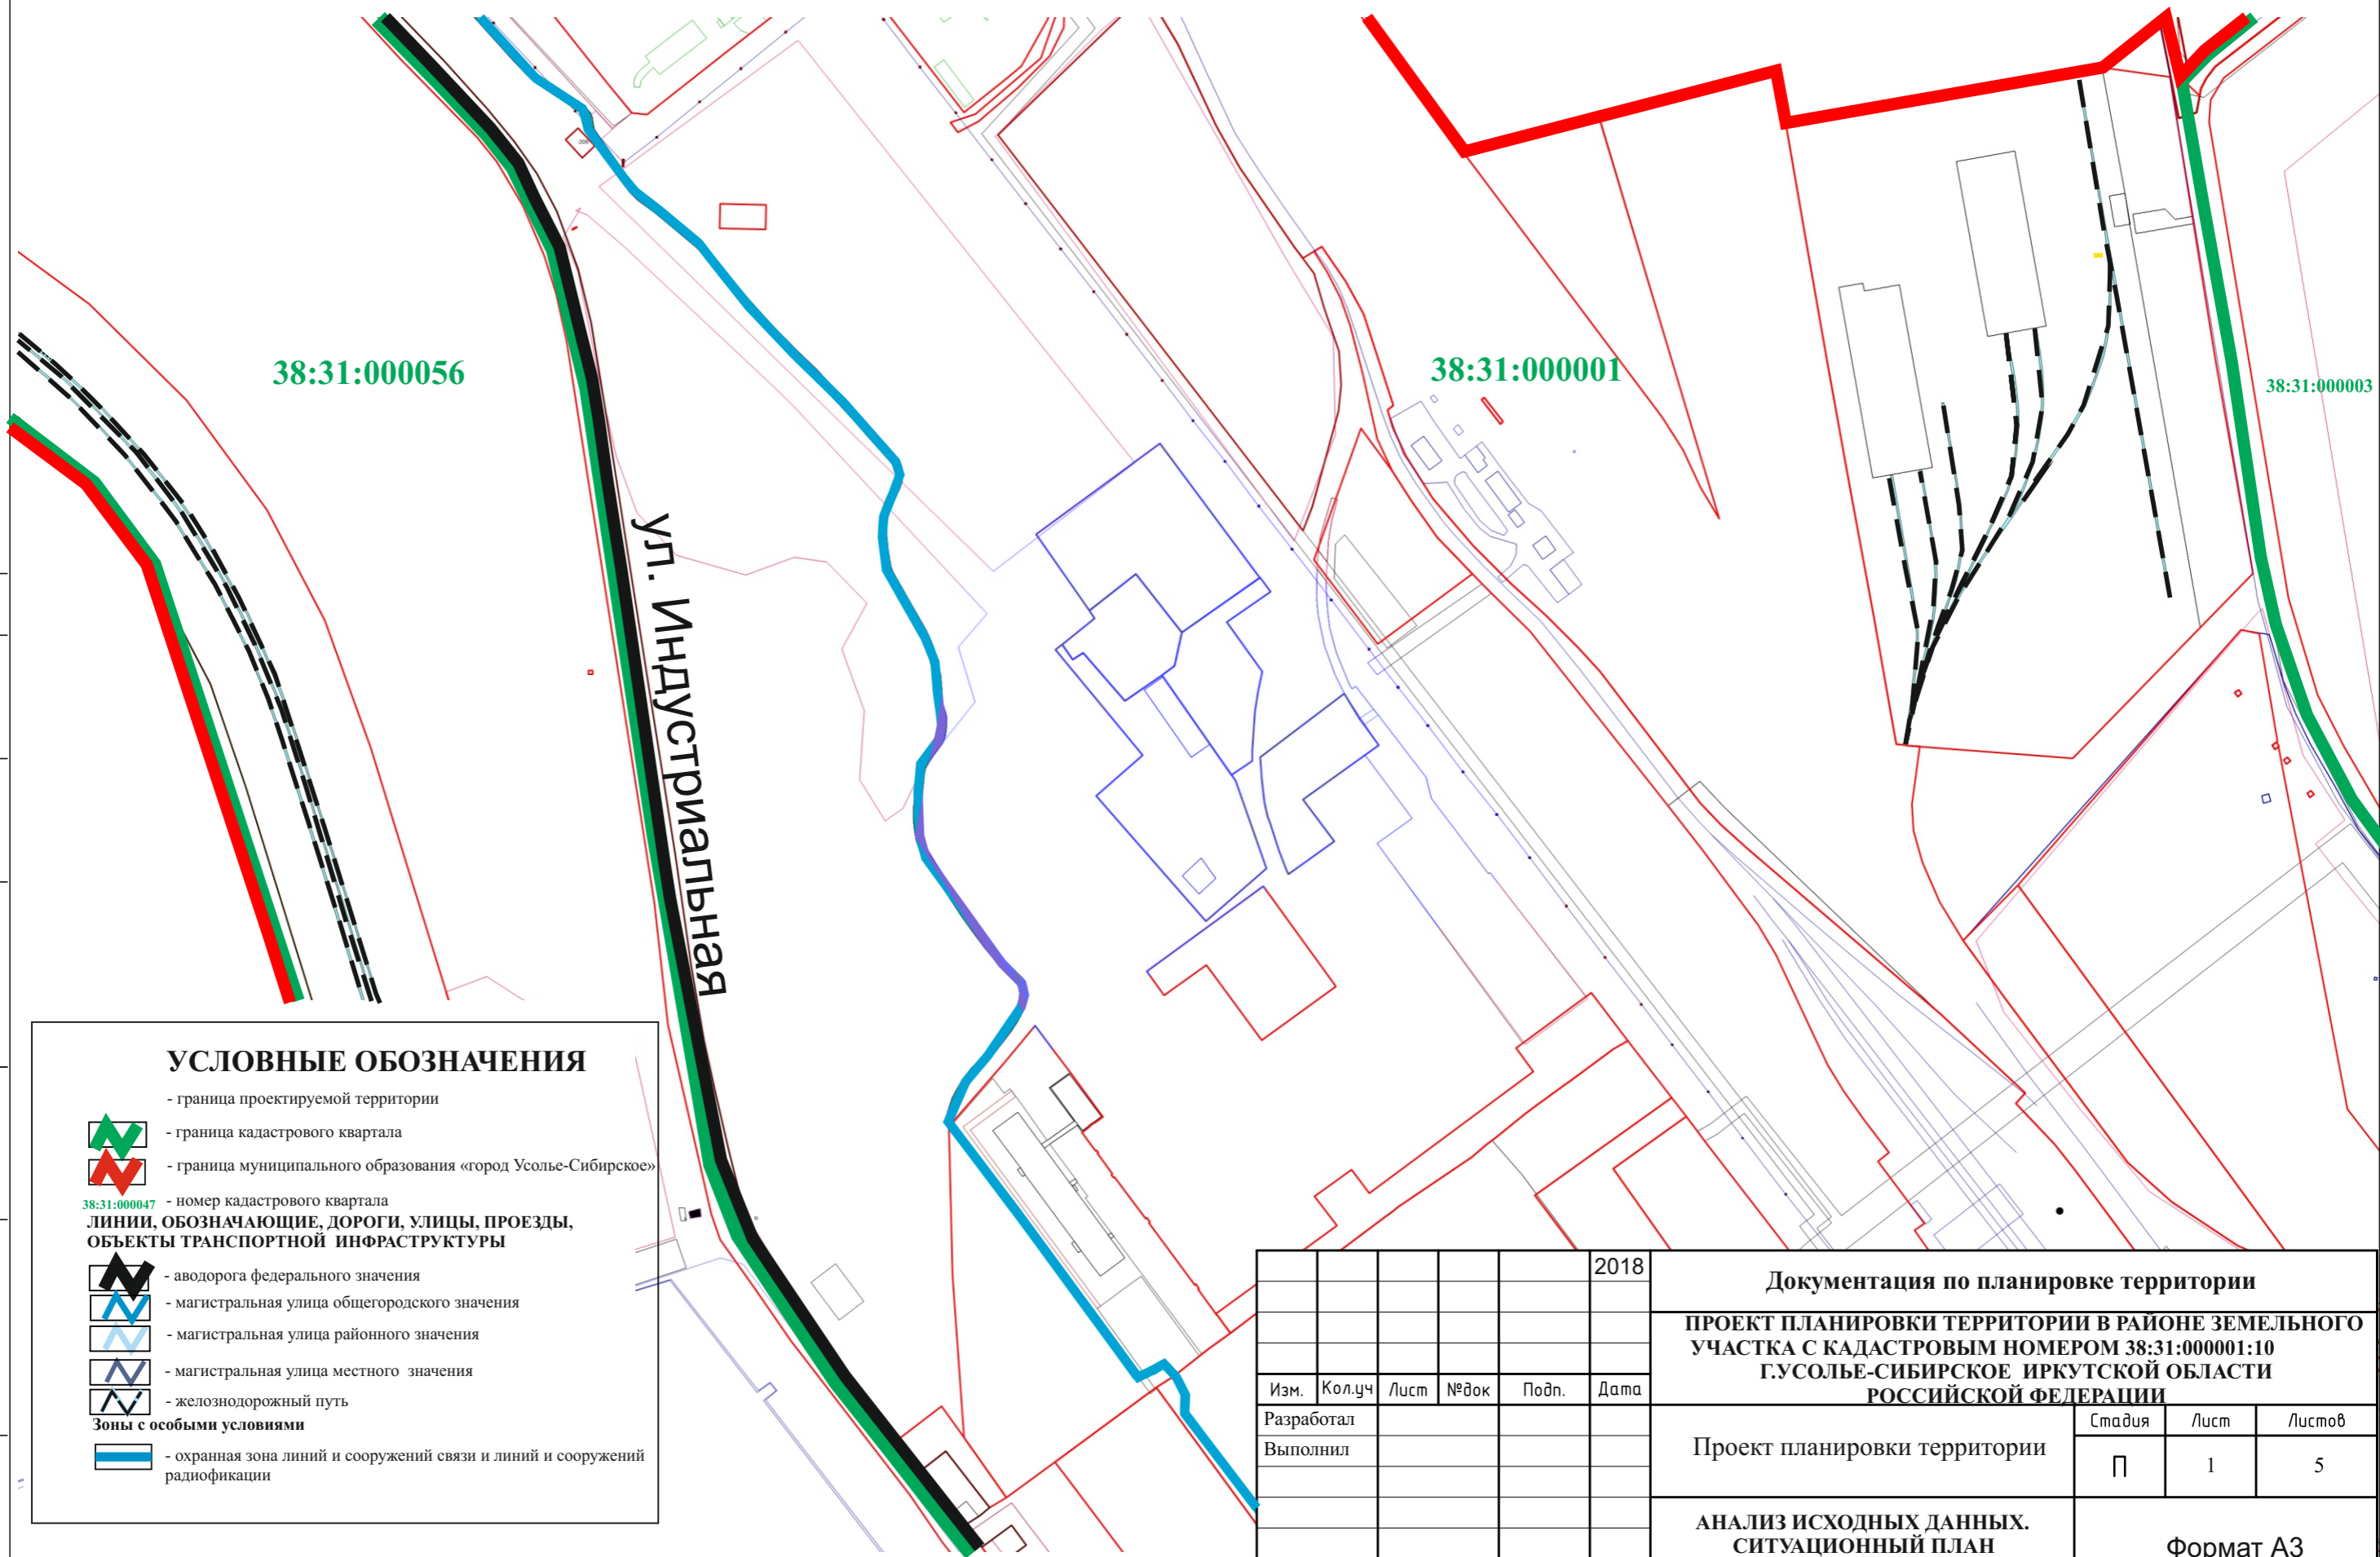 38:31:000056
38:31:000001
38:31:000003
ул. Индустриальная
УСЛОВНЫЕ ОБОЗНАЧЕНИЯ
- граница проектируемой территории
- граница кадастрового квартала
- граница муниципального образования «город Усолье-Сибирское»
38:31:000047 - номер кадастрового квартала
ЛИНИИ, ОБОЗНАЧАЮЩИЕ, ДОРОГИ, УЛИЦЫ, ПРОЕЗДЫ,
ОБЪЕКТЫ ТРАНСПОРТНОЙ ИНФРАСТРУКТУРЫ
- аводорога федерального значения
- магистральная улица общегородского значения
- магистральная улица районного значения
- магистральная улица местного значения
- желознодорожный путь
Зоны с особыми условиями
- охранная зона линий и сооружений связи и линий и сооружений
радиофикации
2018
Изм. Кол.уч Лист №док Подп. Дата
Разработал
Выполнил
Документация по планировке территории
ПРОЕКТ ПЛАНИРОВКИ ТЕРРИТОРИИ В РАЙОНЕ ЗЕМЕЛЬНОГО
УЧАСТКА С КАДАСТРОВЫМ НОМЕРОМ 38:31:000001:10
Г.УСОЛЬЕ-СИБИРСКОЕ ИРКУТСКОЙ ОБЛАСТИ
РОССИЙСКОЙ ФЕДЕРАЦИИ
Проект планировки территории
Стадия Лист Листов
П 1 5
АНАЛИЗ ИСХОДНЫХ ДАННЫХ.
СИТУАЦИОННЫЙ ПЛАН
Формат А3